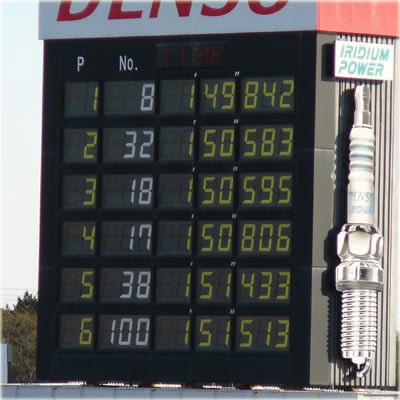 DENSO
IRIDIUM
POWER
P No. TIME
1 8 1'49"842
2 32 1'50"583
3 18 1'50"595
4 17 1'50"806
5 38 1'51"433
6 100 1'51"513
DENSO
IRIDIUM